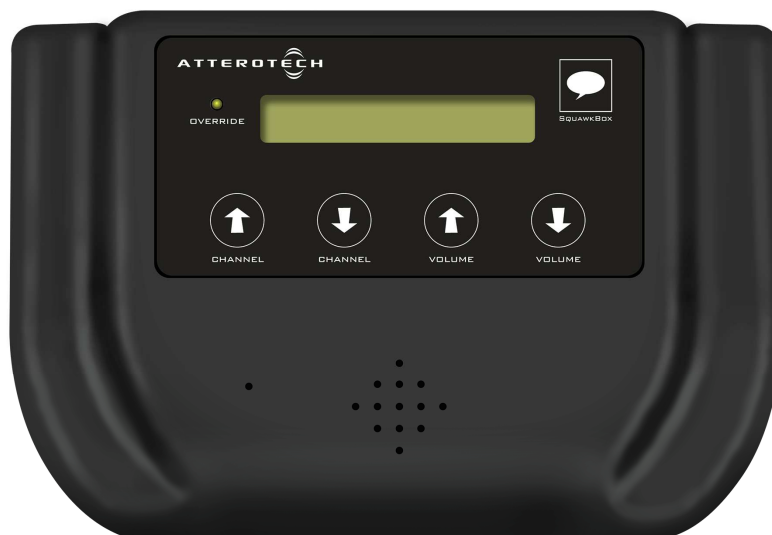 ATTEROTECH
OVERRIDE
SQUAWKBOX
CHANNEL
CHANNEL
VOLUME
VOLUME